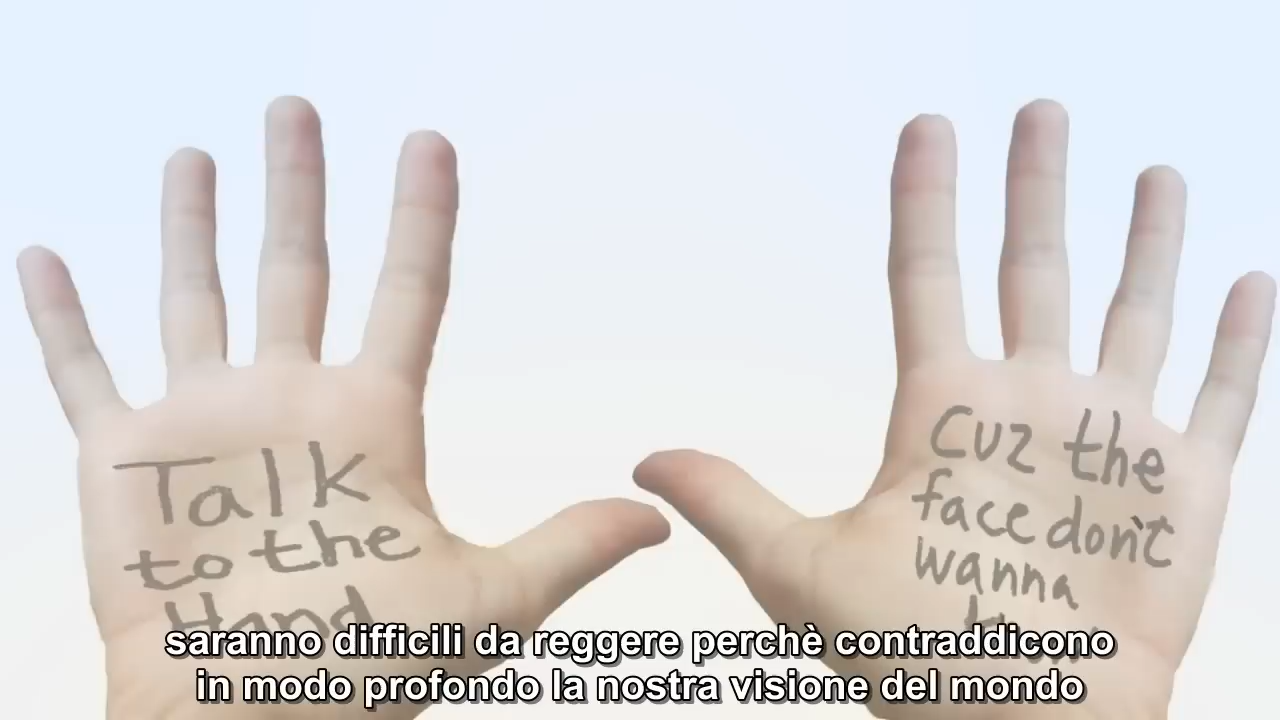 Talk
to the
Hand
Cuz the
face don't
wanna
saranno difficili da reggere perchè contraddicono
in modo profondo la nostra visione del mondo